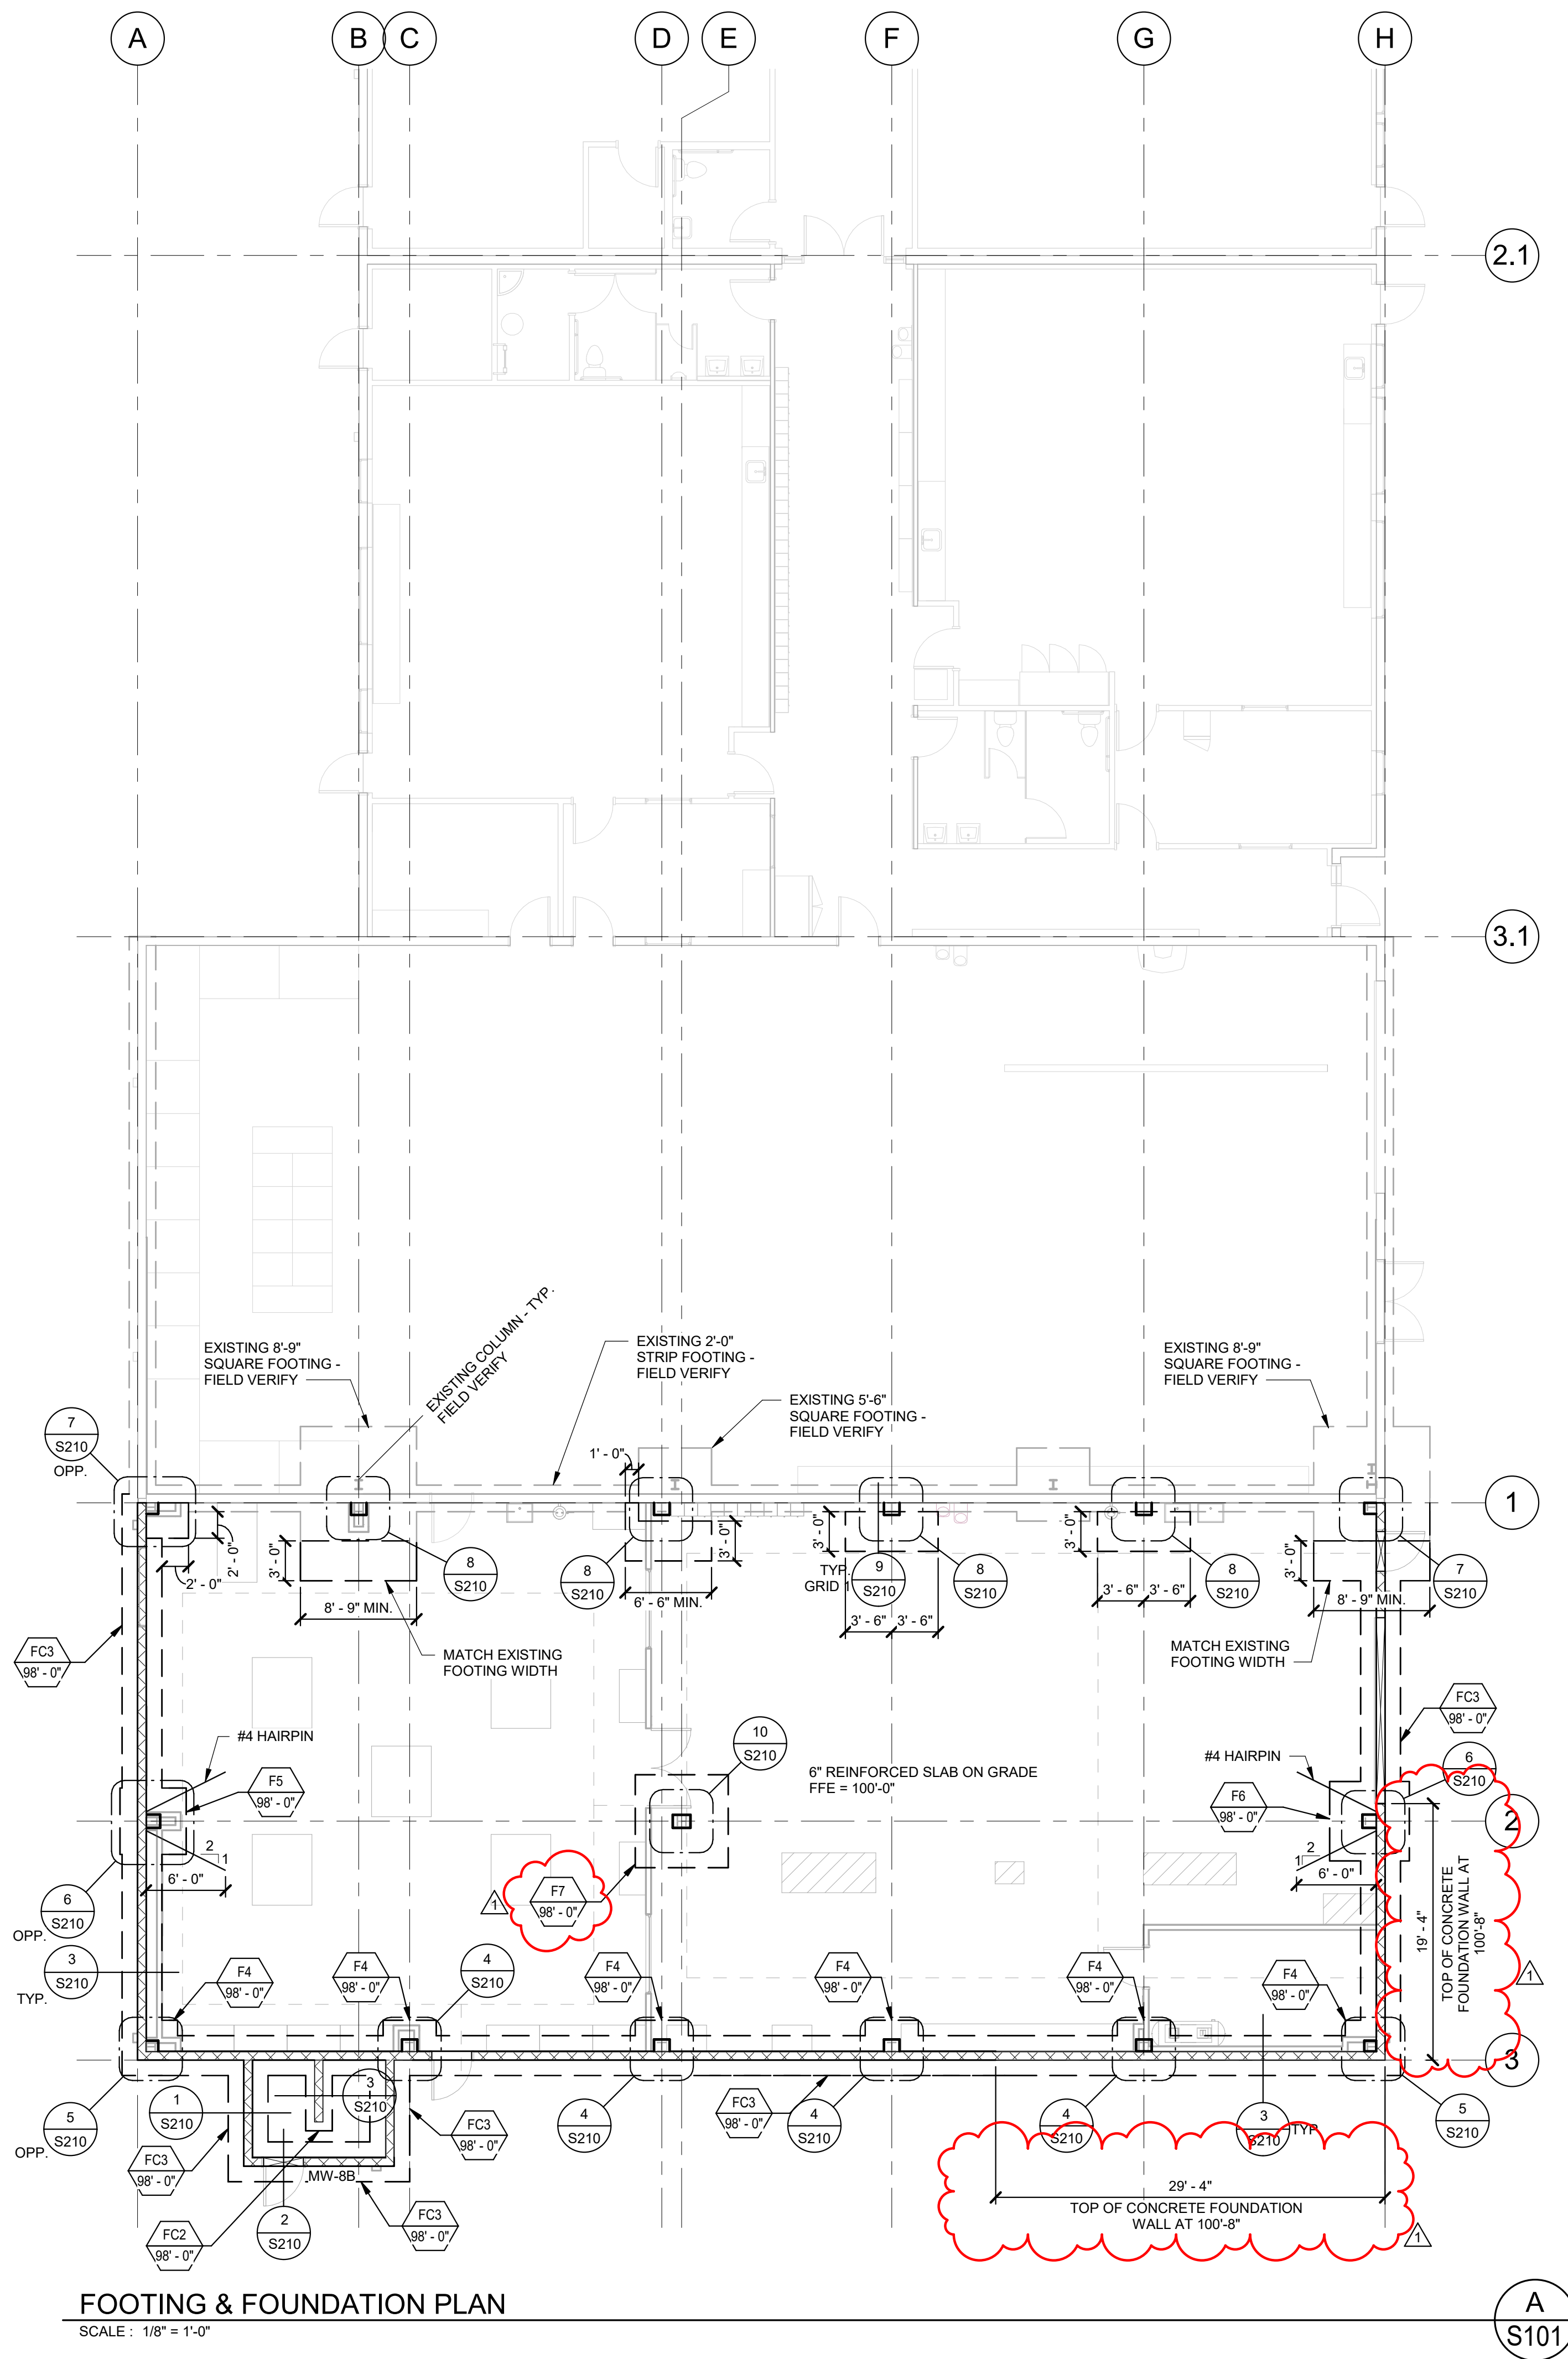 A
B
C
D
E
F
G
H
2.1
3.1
EXISTING 8'-9"
SQUARE FOOTING -
FIELD VERIFY
EXISTING COLUMN - TYP.
FIELD VERIFY
EXISTING 2'-0"
STRIP FOOTING -
FIELD VERIFY
EXISTING 5'-6"
SQUARE FOOTING -
FIELD VERIFY
EXISTING 8'-9"
SQUARE FOOTING -
FIELD VERIFY
7
S210
OPP.
1' - 0"
1
2' - 0"
2' - 0"
3' - 0"
8' - 9" MIN.
8
S210
8
S210
3' - 0"
6' - 6" MIN.
3' - 0"
TYP.
GRID 1
9
S210
8
S210
3' - 6"
3' - 6"
3' - 0"
3' - 6"
3' - 6"
8
S210
3' - 0"
8' - 9" MIN.
7
S210
MATCH EXISTING
FOOTING WIDTH
MATCH EXISTING
FOOTING WIDTH
FC3
98' - 0"
FC3
98' - 0"
#4 HAIRPIN
F5
98' - 0"
10
S210
6" REINFORCED SLAB ON GRADE
FFE = 100'-0"
#4 HAIRPIN
F6
98' - 0"
6
S210
2
2
1
6' - 0"
2
1
6' - 0"
6
S210
OPP.
1
F7
98' - 0"
19' - 4"
TOP OF CONCRETE
FOUNDATION WALL AT
100'-8"
1
3
S210
TYP.
F4
98' - 0"
F4
98' - 0"
4
S210
F4
98' - 0"
F4
98' - 0"
F4
98' - 0"
F4
98' - 0"
3
5
S210
OPP.
1
S210
3
S210
FC3
98' - 0"
FC3
98' - 0"
MW-8B
FC2
98' - 0"
2
S210
FC3
98' - 0"
4
S210
FC3
98' - 0"
4
S210
4
S210
3
S210
TYP
5
S210
29' - 4"
TOP OF CONCRETE FOUNDATION
WALL AT 100'-8"
1
FOOTING & FOUNDATION PLAN
SCALE : 1/8" = 1'-0"
A
S101